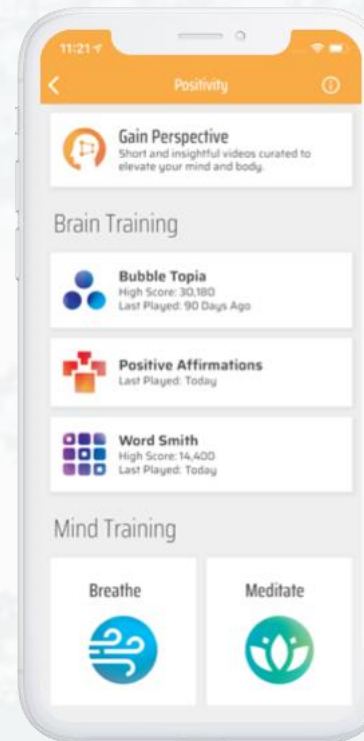 11:21
Positivity
Gain Perspective
Short and insightful videos curated to
elevate your mind and body.
Brain Training
Bubble Topia
High Score: 30,180
Last Played: 90 Days Ago
Positive Affirmations
Last Played: Today
Word Smith
High Score: 14,400
Last Played: Today
Mind Training
Breathe
Meditate